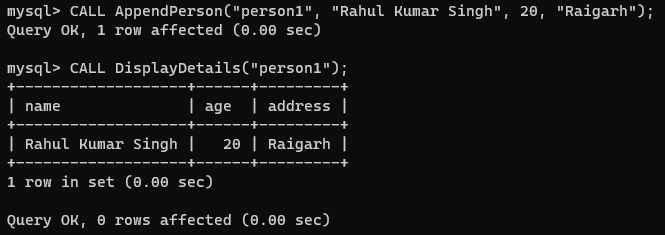 mysql> CALL AppendPerson("person1", "Rahul Kumar Singh", 20, "Raigarh");
Query OK, 1 row affected (0.00 sec)
mysql> CALL DisplayDetails("person1");
+-------------------+------+---------+
| name              | age  | address |
+-------------------+------+---------+
| Rahul Kumar Singh |   20 | Raigarh |
+-------------------+------+---------+
1 row in set (0.00 sec)
Query OK, 0 rows affected (0.00 sec)